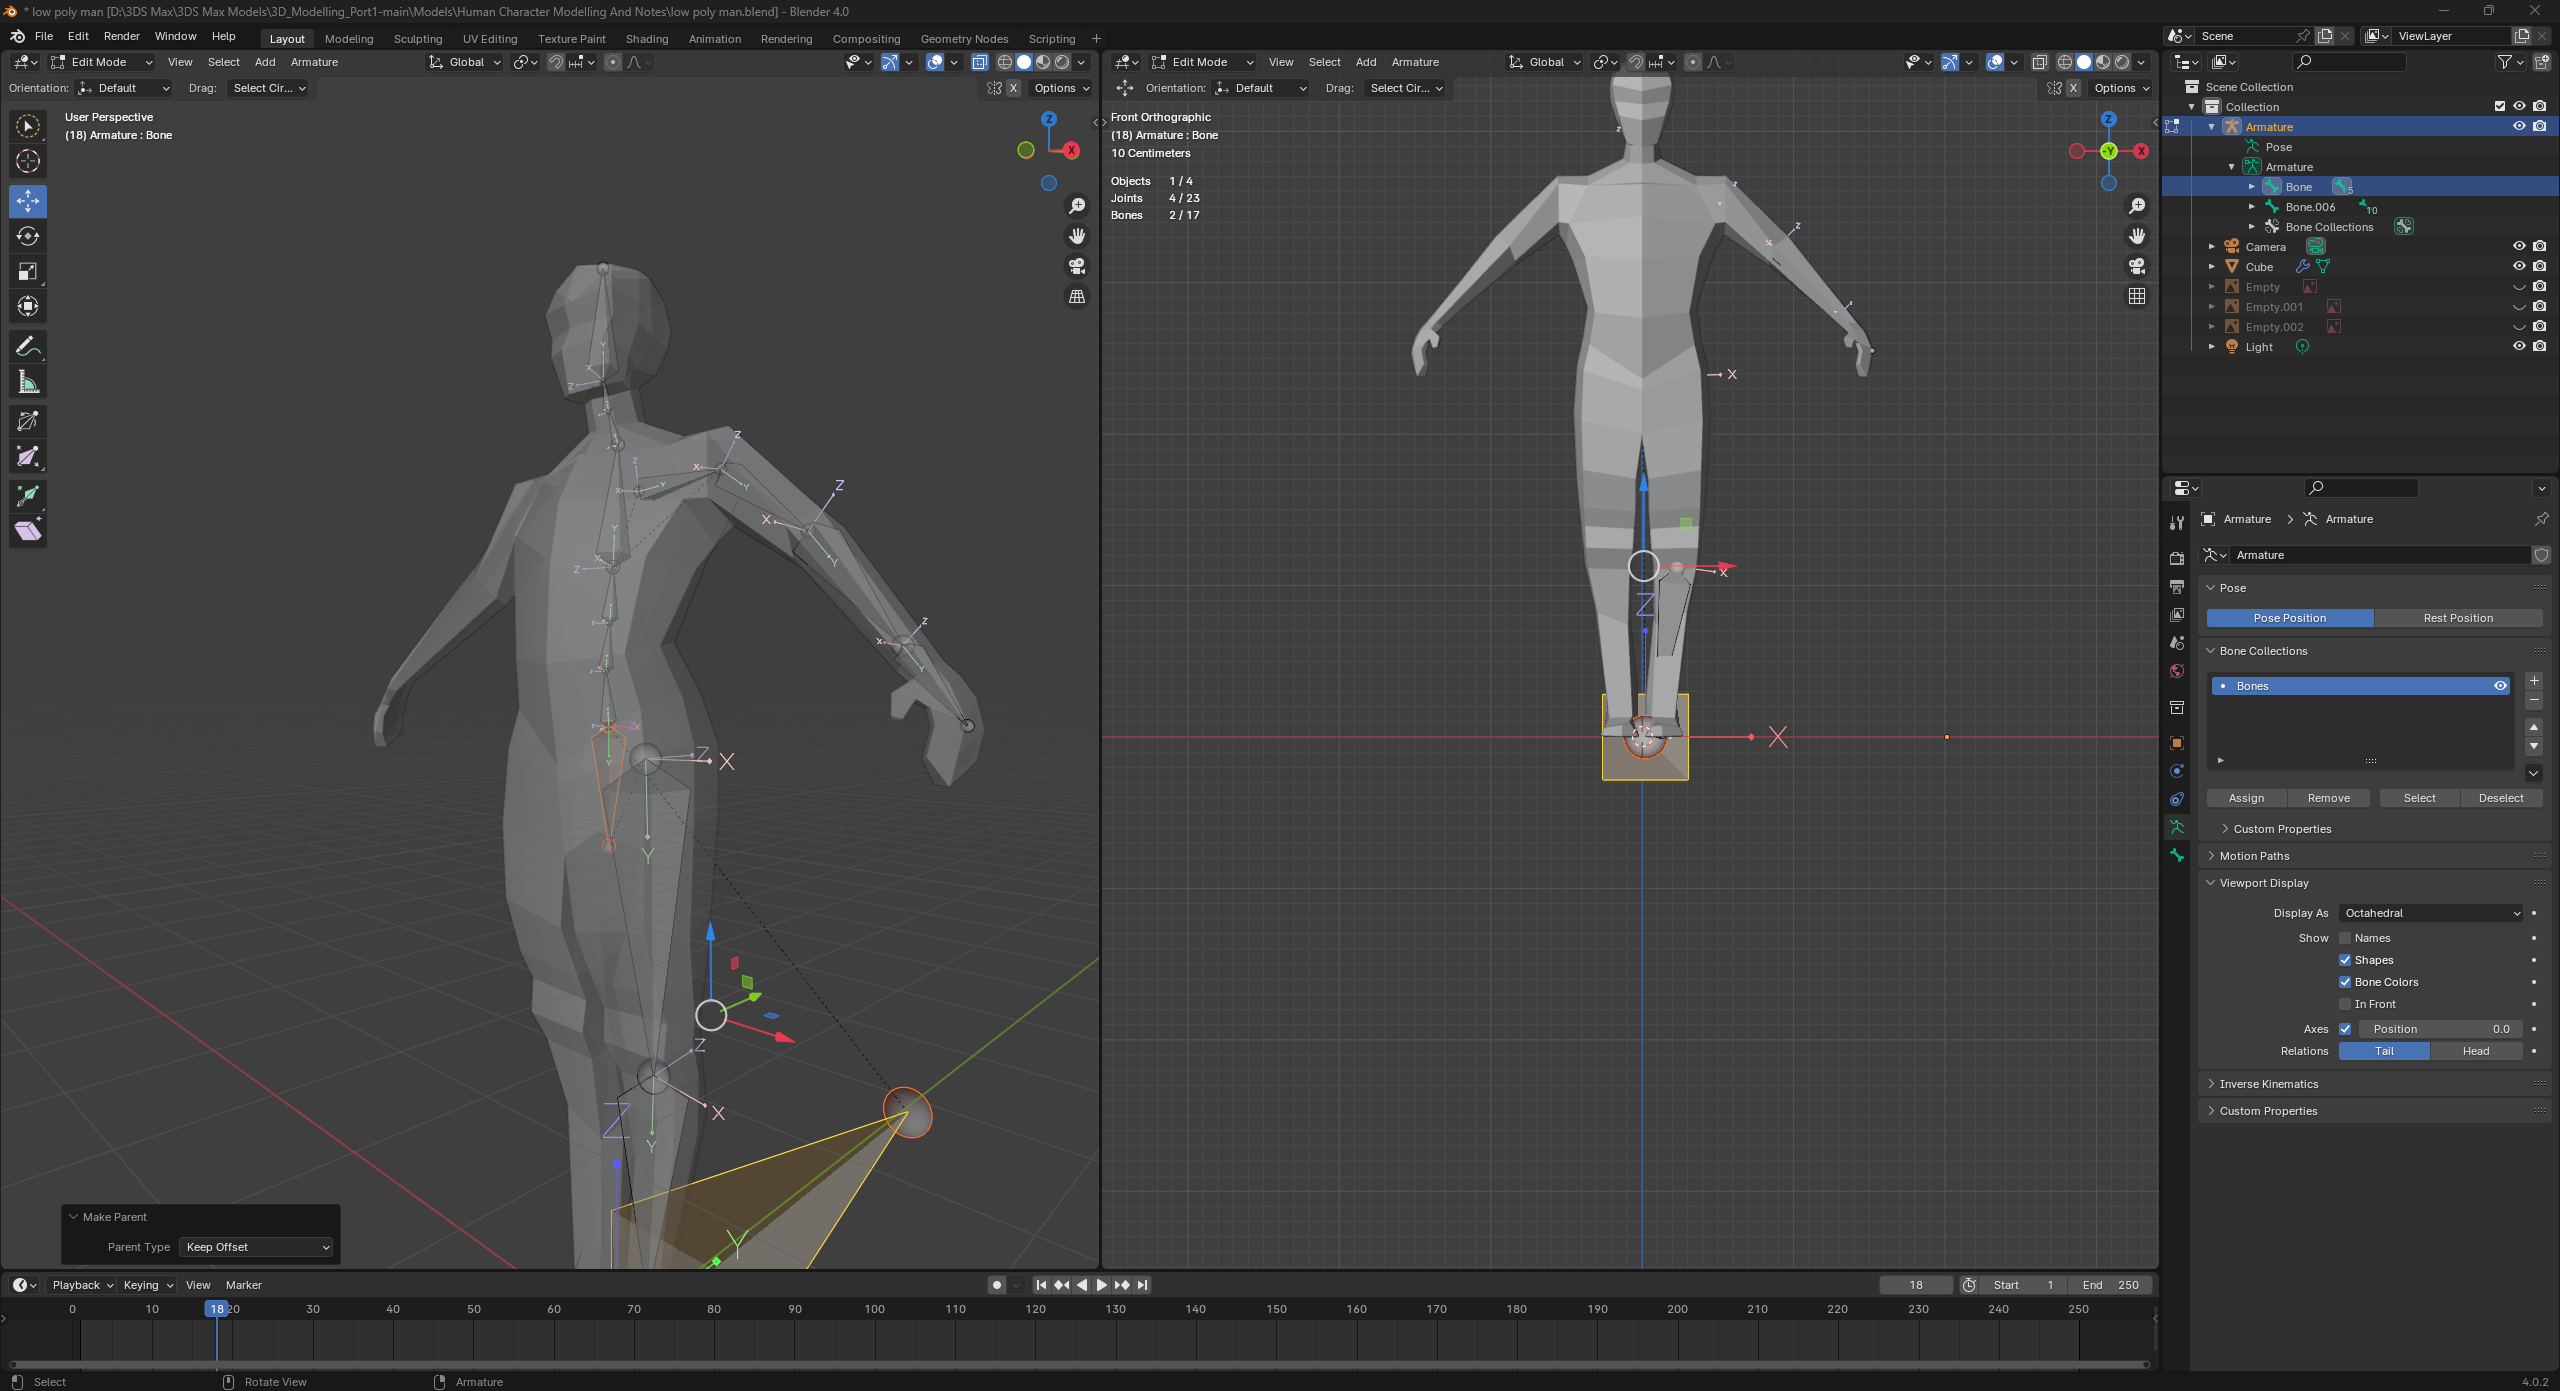 * low poly man [D:\3DS Max\3DS Max Models\3D_Modelling_Port1-main\Models\Human Character Modelling And Notes\low poly man.blend] - Blender 4.0
File Edit Render Window Help Layout Modeling Sculpting UV Editing Texture Paint Shading Animation Rendering Compositing Geometry Nodes Scripting + Scene ViewLayer
Edit Mode View Select Add Armature Global Edit Mode View Select Add Armature Global
Orientation: Default Drag: Select Cir... X Options Orientation: Default Drag: Select Cir... X Options
User Perspective
(18) Armature : Bone
Z
X
Front Orthographic
(18) Armature : Bone
10 Centimeters
Objects 1 / 4
Joints 4 / 23
Bones 2 / 17
Z
-Y
X
Scene Collection
Collection
Armature
Pose
Armature
Bone 5
Bone.006 10
Bone Collections
Camera
Cube
Empty
Empty.001
Empty.002
Light
Armature > Armature
Armature
Pose
Pose Position Rest Position
Bone Collections
Bones
Assign Remove Select Deselect
Custom Properties
Motion Paths
Viewport Display
Display As Octahedral
Show Names
Shapes
Bone Colors
In Front
Axes Position 0.0
Relations Tail Head
Inverse Kinematics
Custom Properties
Make Parent
Parent Type Keep Offset
Playback Keying View Marker 18 Start 1 End 250
0 10 18 20 30 40 50 60 70 80 90 100 110 120 130 140 150 160 170 180 190 200 210 220 230 240 250
Select Rotate View Armature 4.0.2